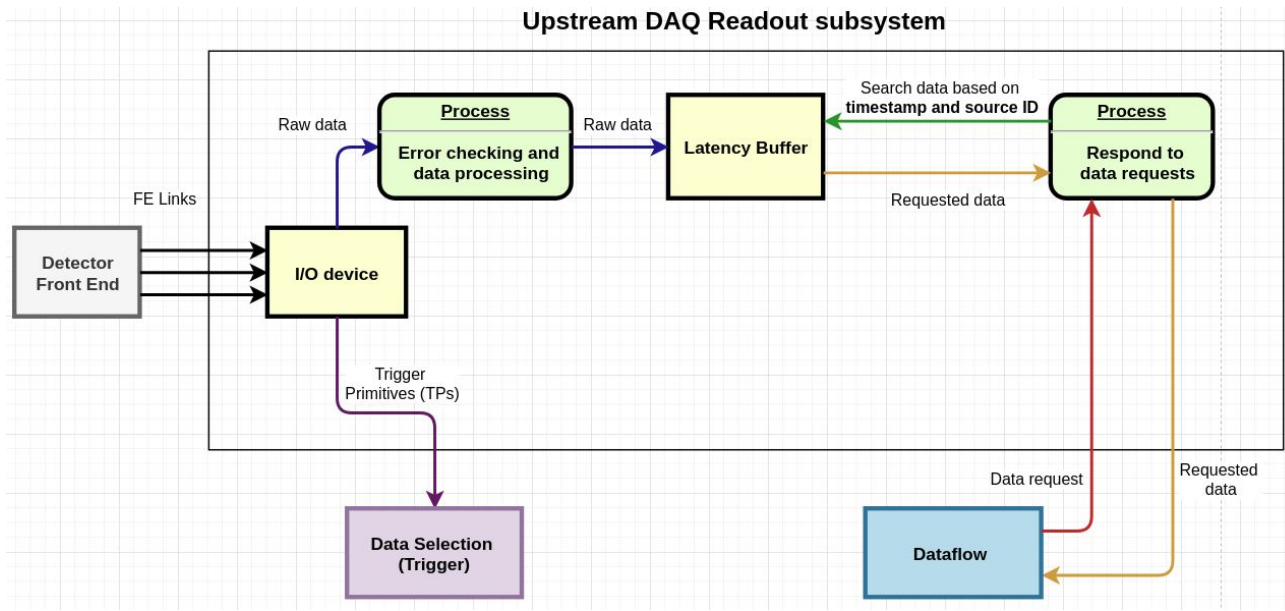 Upstream DAQ Readout subsystem
Search data based on
timestamp and source ID
Process
Error checking and
data processing
Raw data
Raw data
Latency Buffer
Process
Respond to
data requests
Requested data
FE Links
Detector
Front End
I/O device
Trigger
Primitives (TPs)
Data request
Requested
data
Data Selection
(Trigger)
Dataflow